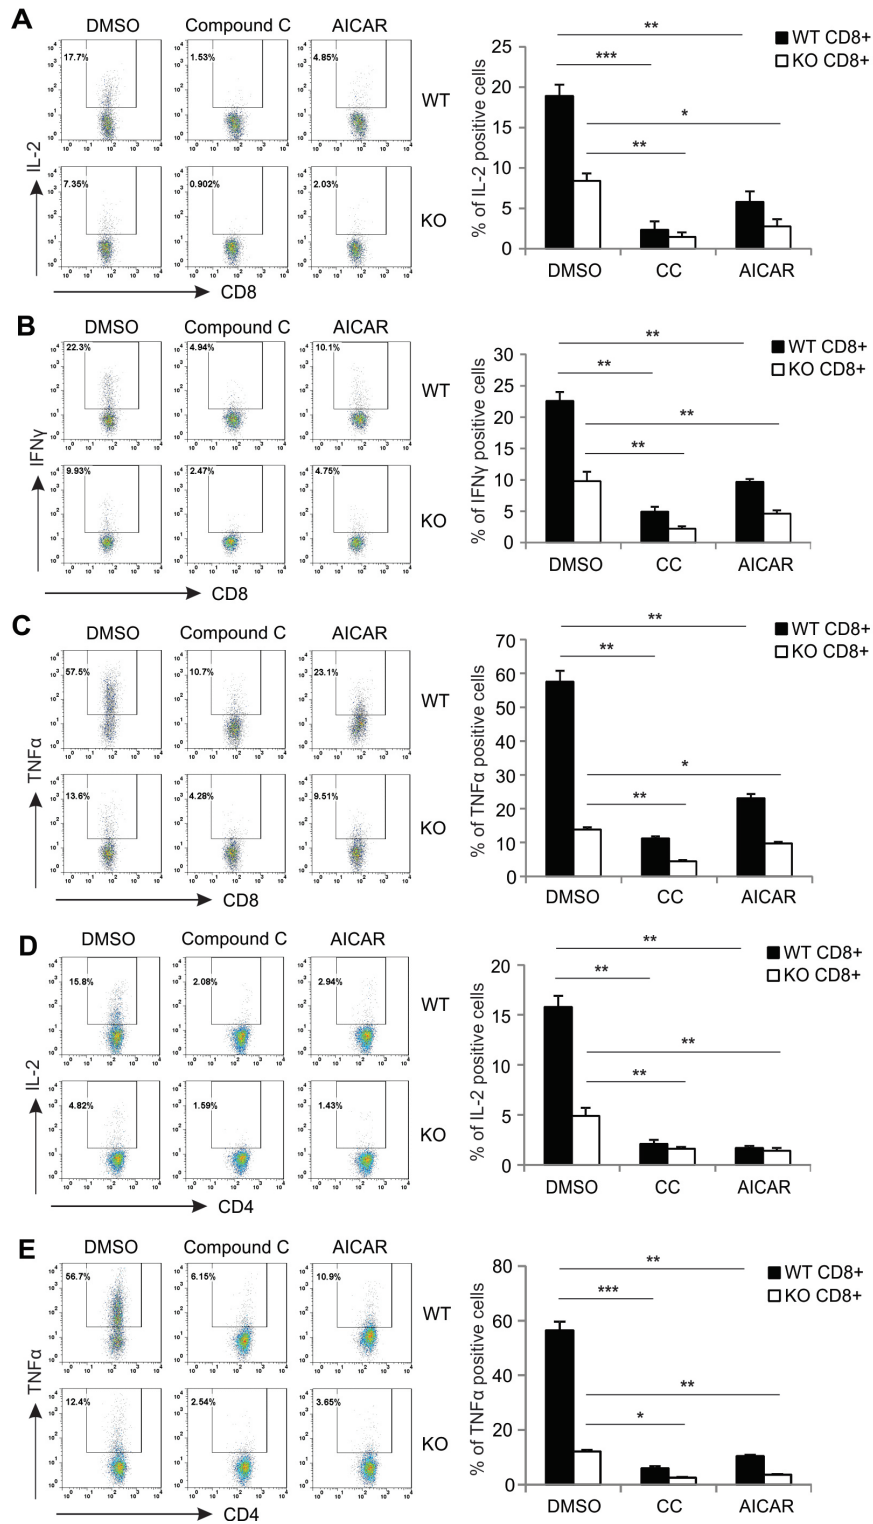 A
DMSO Compound C AICAR
17.7% 1.53% 4.85%
WT
7.35% 0.902% 2.03%
KO
IL-2
CD8
% of IL-2 positive cells
25
20
15
10
5
0
** 
***
*
**
WT CD8+
KO CD8+
DMSO CC AICAR
B
DMSO Compound C AICAR
22.3% 4.94% 10.1%
WT
9.93% 2.47% 4.75%
KO
IFNγ
CD8
% of IFNγ positive cells
30
25
20
15
10
5
0
**
**
**
**
WT CD8+
KO CD8+
DMSO CC AICAR
C
DMSO Compound C AICAR
57.5% 10.7% 23.1%
WT
13.6% 4.28% 9.51%
KO
TNFα
CD8
% of TNFα positive cells
70
60
50
40
30
20
10
0
**
**
*
**
WT CD8+
KO CD8+
DMSO CC AICAR
D
DMSO Compound C AICAR
15.8% 2.08% 2.94%
WT
4.82% 1.59% 1.43%
KO
IL-2
CD4
% of IL-2 positive cells
20
15
10
5
0
**
**
**
**
WT CD8+
KO CD8+
DMSO CC AICAR
E
DMSO Compound C AICAR
56.7% 6.15% 10.9%
WT
12.4% 2.54% 3.65%
KO
TNFα
CD4
% of TNFα positive cells
80
60
40
20
0
**
***
**
*
WT CD8+
KO CD8+
DMSO CC AICAR